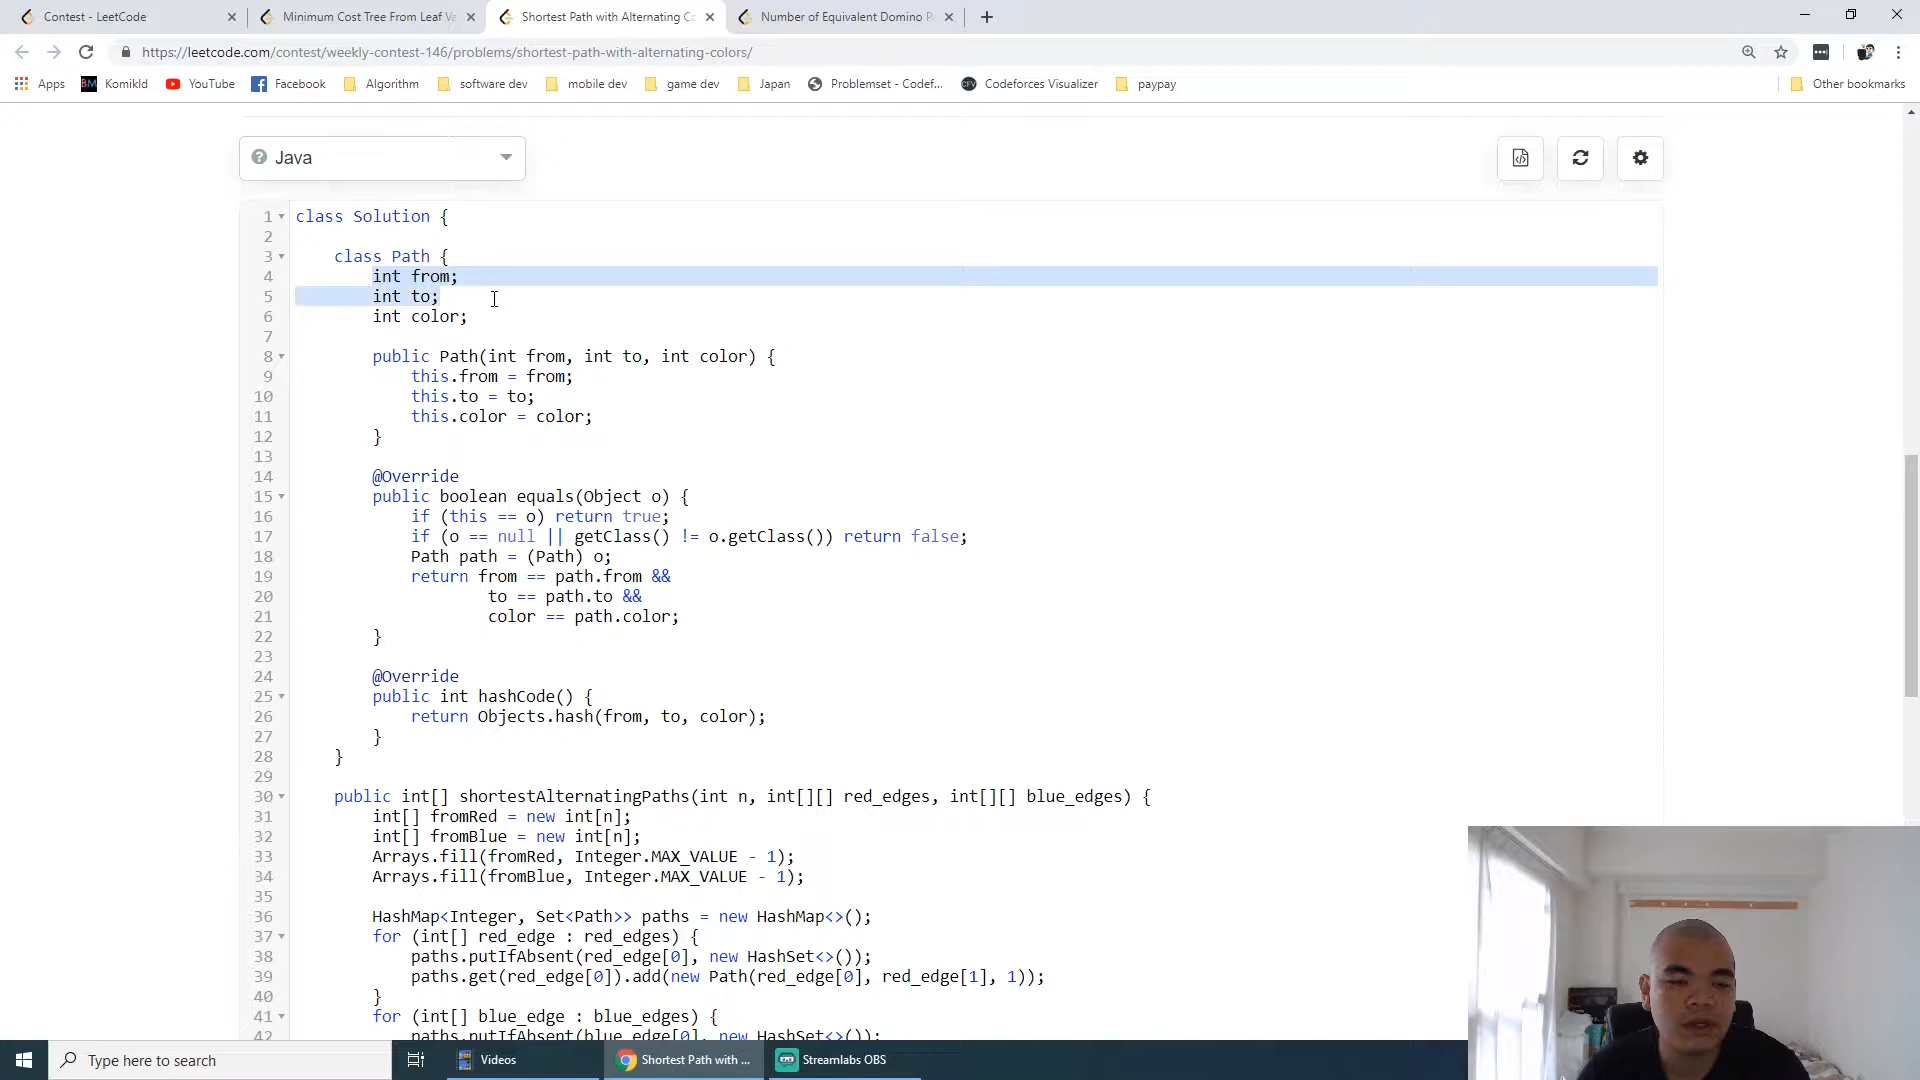 Contest - LeetCode
Minimum Cost Tree From Leaf Va
Shortest Path with Alternating Co
Number of Equivalent Domino P
https://leetcode.com/contest/weekly-contest-146/problems/shortest-path-with-alternating-colors/
Apps
BM
KomikId
YouTube
Facebook
Algorithm
software dev
mobile dev
game dev
Japan
Problemset - Codef...
CFV
Codeforces Visualizer
paypay
Other bookmarks
Java
1 class Solution {
2
3 class Path {
4 int from;
5 int to;
6 int color;
7
8 public Path(int from, int to, int color) {
9 this.from = from;
10 this.to = to;
11 this.color = color;
12 }
13
14 @Override
15 public boolean equals(Object o) {
16 if (this == o) return true;
17 if (o == null || getClass() != o.getClass()) return false;
18 Path path = (Path) o;
19 return from == path.from &&
20 to == path.to &&
21 color == path.color;
22 }
23
24 @Override
25 public int hashCode() {
26 return Objects.hash(from, to, color);
27 }
28 }
29
30 public int[] shortestAlternatingPaths(int n, int[][] red_edges, int[][] blue_edges) {
31 int[] fromRed = new int[n];
32 int[] fromBlue = new int[n];
33 Arrays.fill(fromRed, Integer.MAX_VALUE - 1);
34 Arrays.fill(fromBlue, Integer.MAX_VALUE - 1);
35
36 HashMap<Integer, Set<Path>> paths = new HashMap<>();
37 for (int[] red_edge : red_edges) {
38 paths.putIfAbsent(red_edge[0], new HashSet<>());
39 paths.get(red_edge[0]).add(new Path(red_edge[0], red_edge[1], 1));
40 }
41 for (int[] blue_edge : blue_edges) {
42 paths.putIfAbsent(blue_edge[0], new HashSet<>());
Type here to search
Videos
Shortest Path with ...
Streamlabs OBS